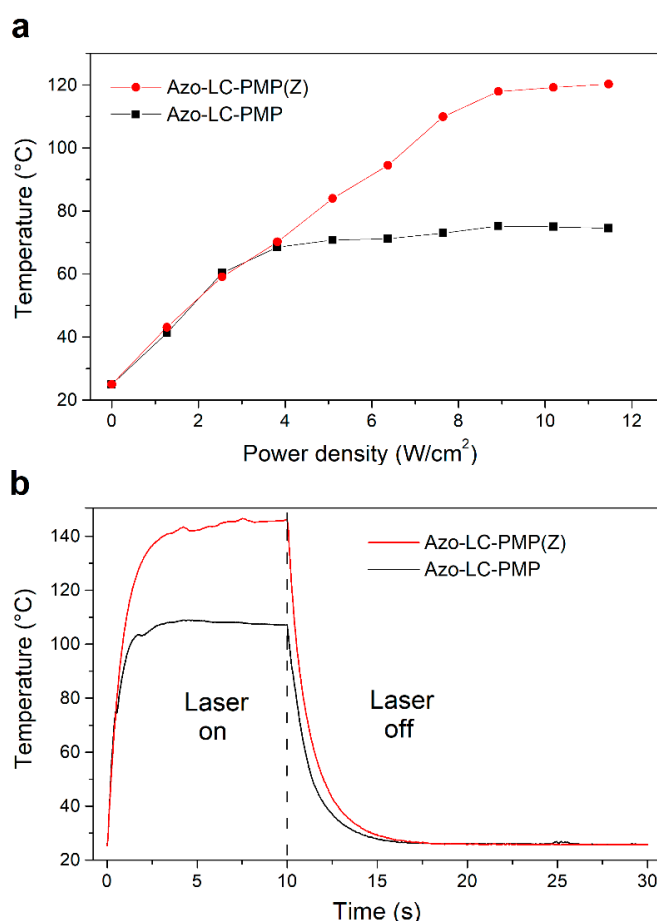 a
120
100
80
60
40
20
Temperature (°C)
Azo-LC-PMP(Z)
Azo-LC-PMP
0 2 4 6 8 10 12
Power density (W/cm²)
b
140
120
100
80
60
40
20
Temperature (°C)
Azo-LC-PMP(Z)
Azo-LC-PMP
Laser
on
Laser
off
0 5 10 15 20 25 30
Time (s)